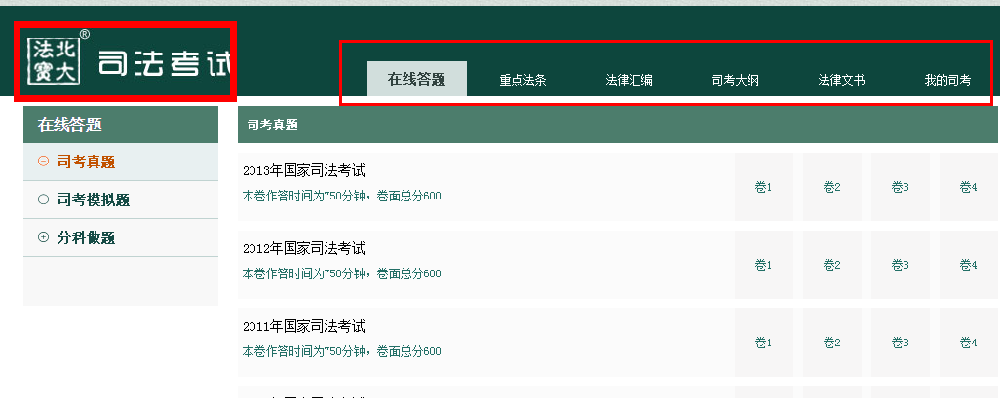 北大
法宝®
司法考试
在线答题 重点法条 法律汇编 司考大纲 法律文书 我的司考
在线答题
司考真题
司考模拟题
分科做题
司考真题
2013年国家司法考试
本卷作答时间为750分钟，卷面总分600
卷1 卷2 卷3 卷4
2012年国家司法考试
本卷作答时间为750分钟，卷面总分600
卷1 卷2 卷3 卷4
2011年国家司法考试
本卷作答时间为750分钟，卷面总分600
卷1 卷2 卷3 卷4